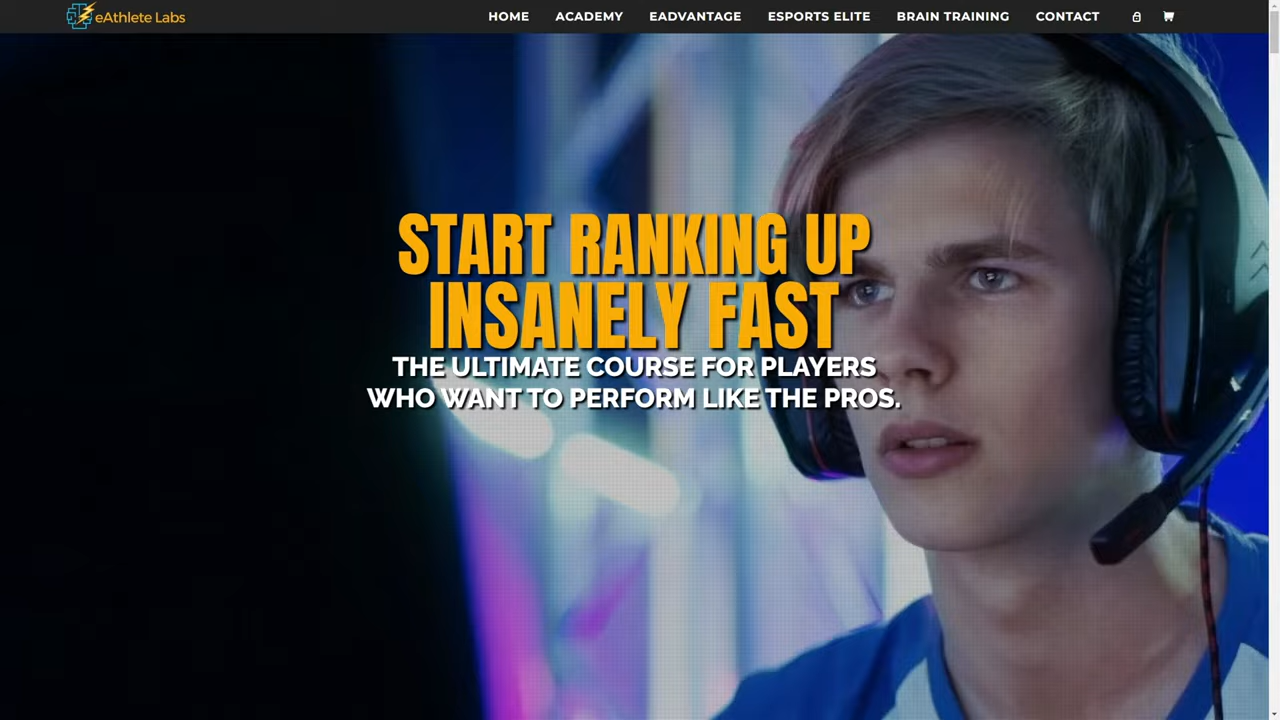 eAthlete Labs
HOME ACADEMY EADVANTAGE ESPORTS ELITE BRAIN TRAINING CONTACT
START RANKING UP
INSANELY FAST
THE ULTIMATE COURSE FOR PLAYERS
WHO WANT TO PERFORM LIKE THE PROS.